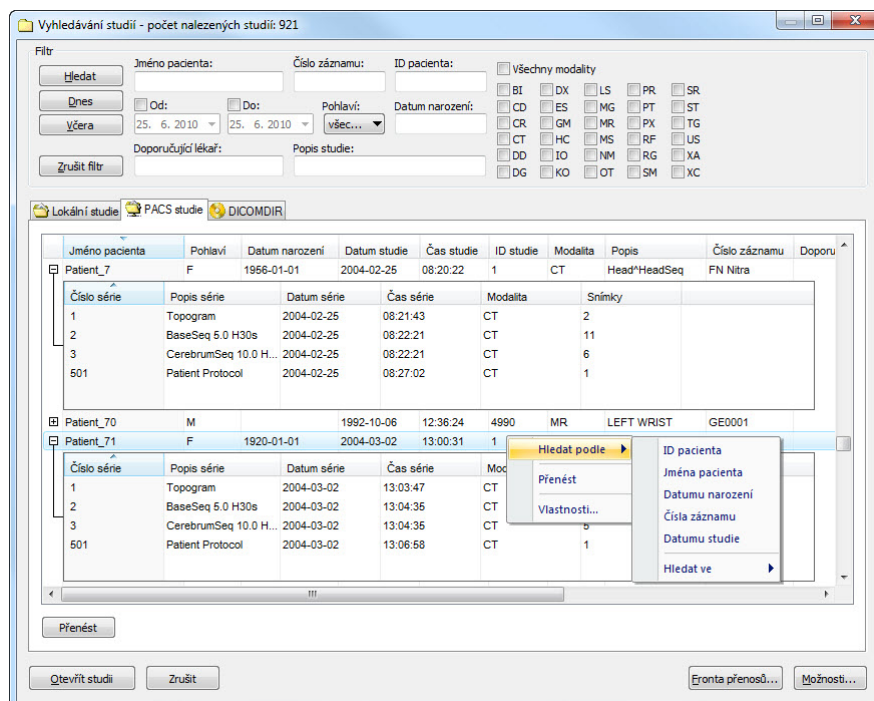 Vyhledávání studií - počet nalezených studií: 921
Filtr
Hledat
Dnes
Včera
Zrušit filtr
Jméno pacienta: Číslo záznamu: ID pacienta:
Od: Do: Pohlaví: Datum narození:
25. 6. 2010 25. 6. 2010 všec...
Doporučující lékař: Popis studie:
Všechny modality
BI DX LS PR SR
CD ES MG PT ST
CR GM MR PX TG
CT HC MS RF US
DD IO NM RG XA
DG KO OT SM XC
Lokální studie PACS studie DICOMDIR
Jméno pacienta Pohlaví Datum narození Datum studie Čas studie ID studie Modalita Popis Číslo záznamu Doporu
Patient_7 F 1956-01-01 2004-02-25 08:20:22 1 CT Head^HeadSeq FN Nitra
Číslo série Popis série Datum série Čas série Modalita Snímky
1 Topogram 2004-02-25 08:21:43 CT 2
2 BaseSeq 5.0 H30s 2004-02-25 08:22:21 CT 11
3 CerebrumSeq 10.0 H... 2004-02-25 08:22:21 CT 6
501 Patient Protocol 2004-02-25 08:27:02 CT 1
Patient_70 M 1992-10-06 12:36:24 4990 MR LEFT WRIST GE0001
Patient_71 F 1920-01-01 2004-03-02 13:00:31 1
Číslo série Popis série Datum série Čas série
1 Topogram 2004-03-02 13:03:47 CT
2 BaseSeq 5.0 H30s 2004-03-02 13:04:35 CT
3 CerebrumSeq 10.0 H... 2004-03-02 13:04:35 CT
501 Patient Protocol 2004-03-02 13:06:58 CT 1
Hledat podle
Přenést
Vlastnosti...
ID pacienta
Jména pacienta
Datumu narození
Čísla záznamu
Datumu studie
Hledat ve
Přenést
Otevřít studii Zrušit Fronta přenosů... Možnosti...